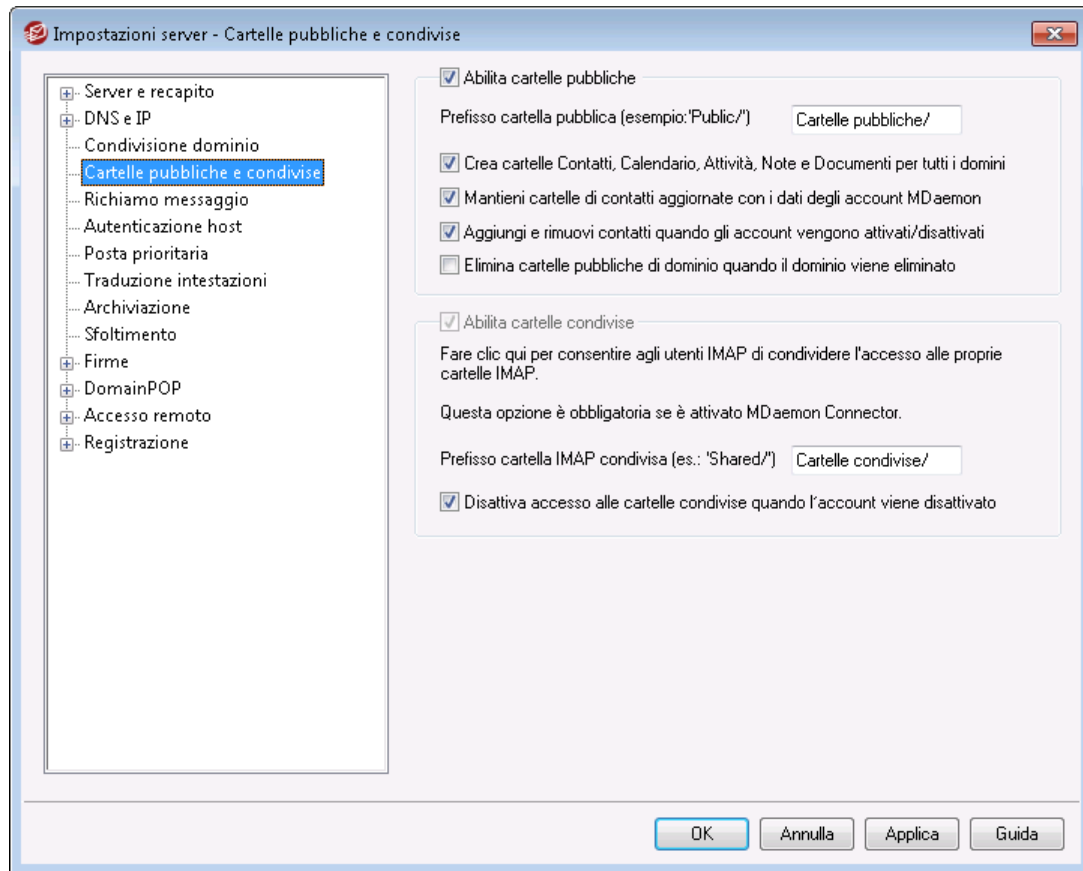 Impostazioni server - Cartelle pubbliche e condivise
Server e recapito
DNS e IP
Condivisione dominio
Cartelle pubbliche e condivise
Richiamo messaggio
Autenticazione host
Posta prioritaria
Traduzione intestazioni
Archiviazione
Sfoltimento
Firme
DomainPOP
Accesso remoto
Registrazione
Abilita cartelle pubbliche
Prefisso cartella pubblica (esempio:'Public/') Cartelle pubbliche/
Crea cartelle Contatti, Calendario, Attività, Note e Documenti per tutti i domini
Mantieni cartelle di contatti aggiornate con i dati degli account MDaemon
Aggiungi e rimuovi contatti quando gli account vengono attivati/disattivati
Elimina cartelle pubbliche di dominio quando il dominio viene eliminato
Abilita cartelle condivise
Fare clic qui per consentire agli utenti IMAP di condividere l'accesso alle proprie
cartelle IMAP.
Questa opzione è obbligatoria se è attivato MDaemon Connector.
Prefisso cartella IMAP condivisa (es.: 'Shared/') Cartelle condivise/
Disattiva accesso alle cartelle condivise quando l'account viene disattivato
OK Annulla Applica Guida